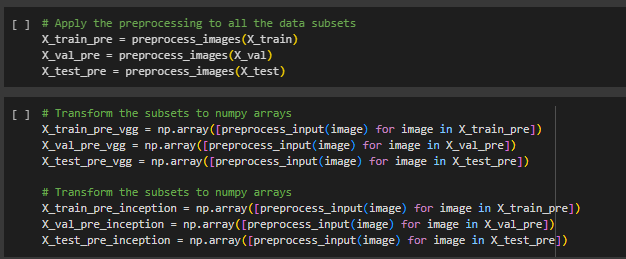 [ ] # Apply the preprocessing to all the data subsets
X_train_pre = preprocess_images(X_train)
X_val_pre = preprocess_images(X_val)
X_test_pre = preprocess_images(X_test)
[ ] # Transform the subsets to numpy arrays
X_train_pre_vgg = np.array([preprocess_input(image) for image in X_train_pre])
X_val_pre_vgg = np.array([preprocess_input(image) for image in X_val_pre])
X_test_pre_vgg = np.array([preprocess_input(image) for image in X_test_pre])
# Transform the subsets to numpy arrays
X_train_pre_inception = np.array([preprocess_input(image) for image in X_train_pre])
X_val_pre_inception = np.array([preprocess_input(image) for image in X_val_pre])
X_test_pre_inception = np.array([preprocess_input(image) for image in X_test_pre])